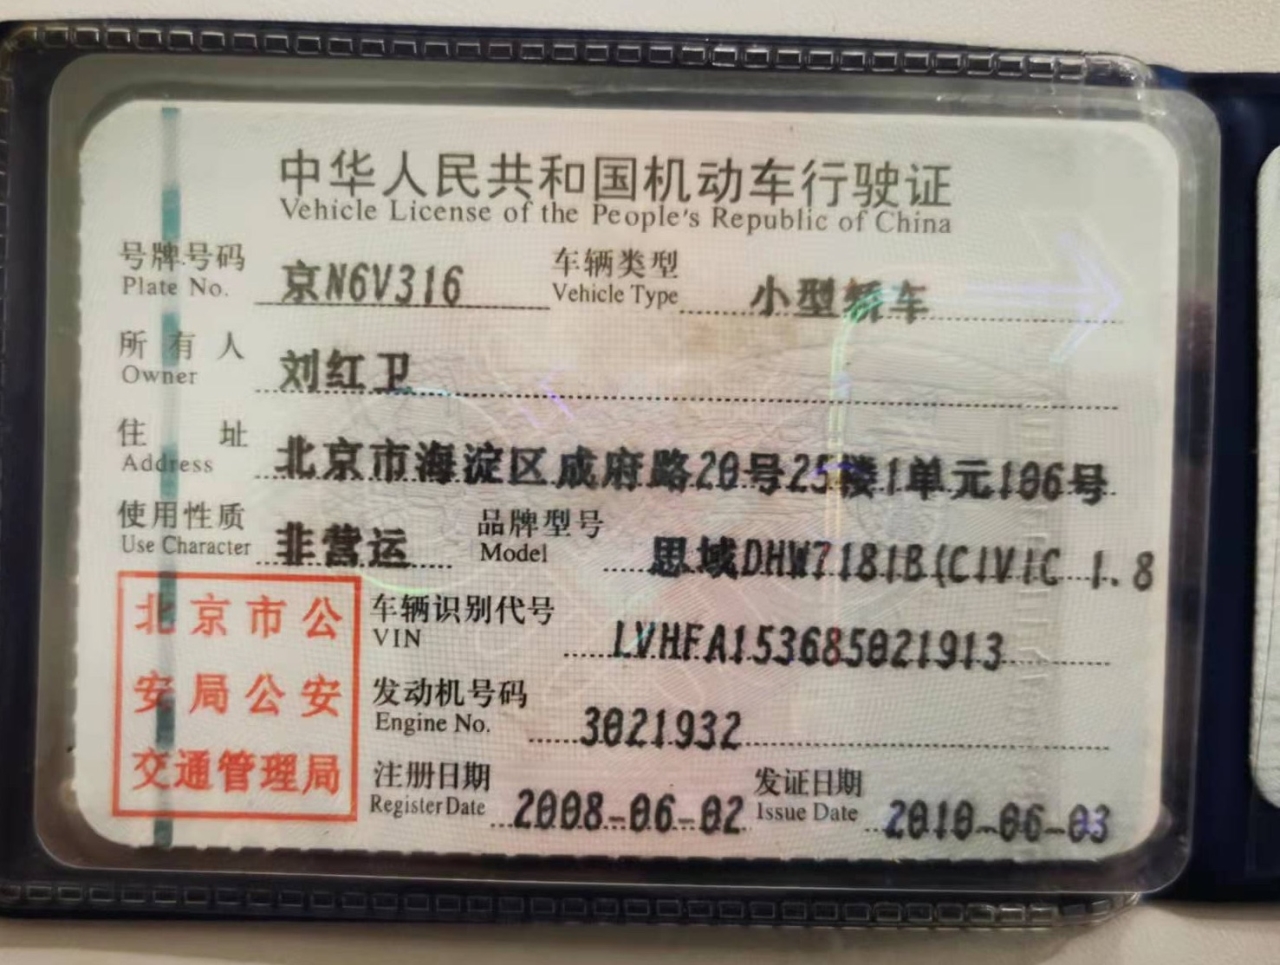 中华人民共和国机动车行驶证
Vehicle License of the People's Republic of China
号牌号码 京N6V316 车辆类型 小型轿车
Plate No. Vehicle Type
所有人 刘红卫
Owner
住址 北京市海淀区成府路20号25楼1单元106号
Address
使用性质 非营运 品牌型号 思域DHW7181B(CIVIC 1.8
Use Character Model
北京市公
安局公安
交通管理局
车辆识别代号 LVHFA153685021913
VIN
发动机号码 3021932
Engine No.
注册日期 2008-06-02 发证日期 2010-06-03
Register Date Issue Date